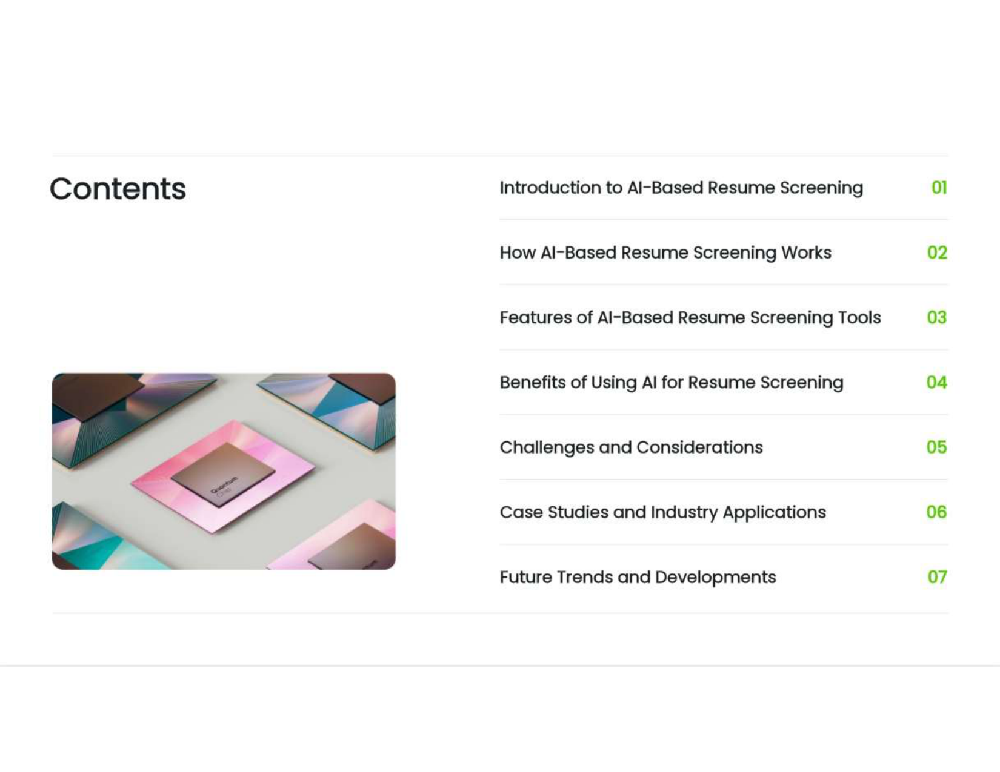 Contents
Introduction to AI-Based Resume Screening 01
How AI-Based Resume Screening Works 02
Features of AI-Based Resume Screening Tools 03
Benefits of Using AI for Resume Screening 04
Challenges and Considerations 05
Case Studies and Industry Applications 06
Future Trends and Developments 07
Quantum
Chip